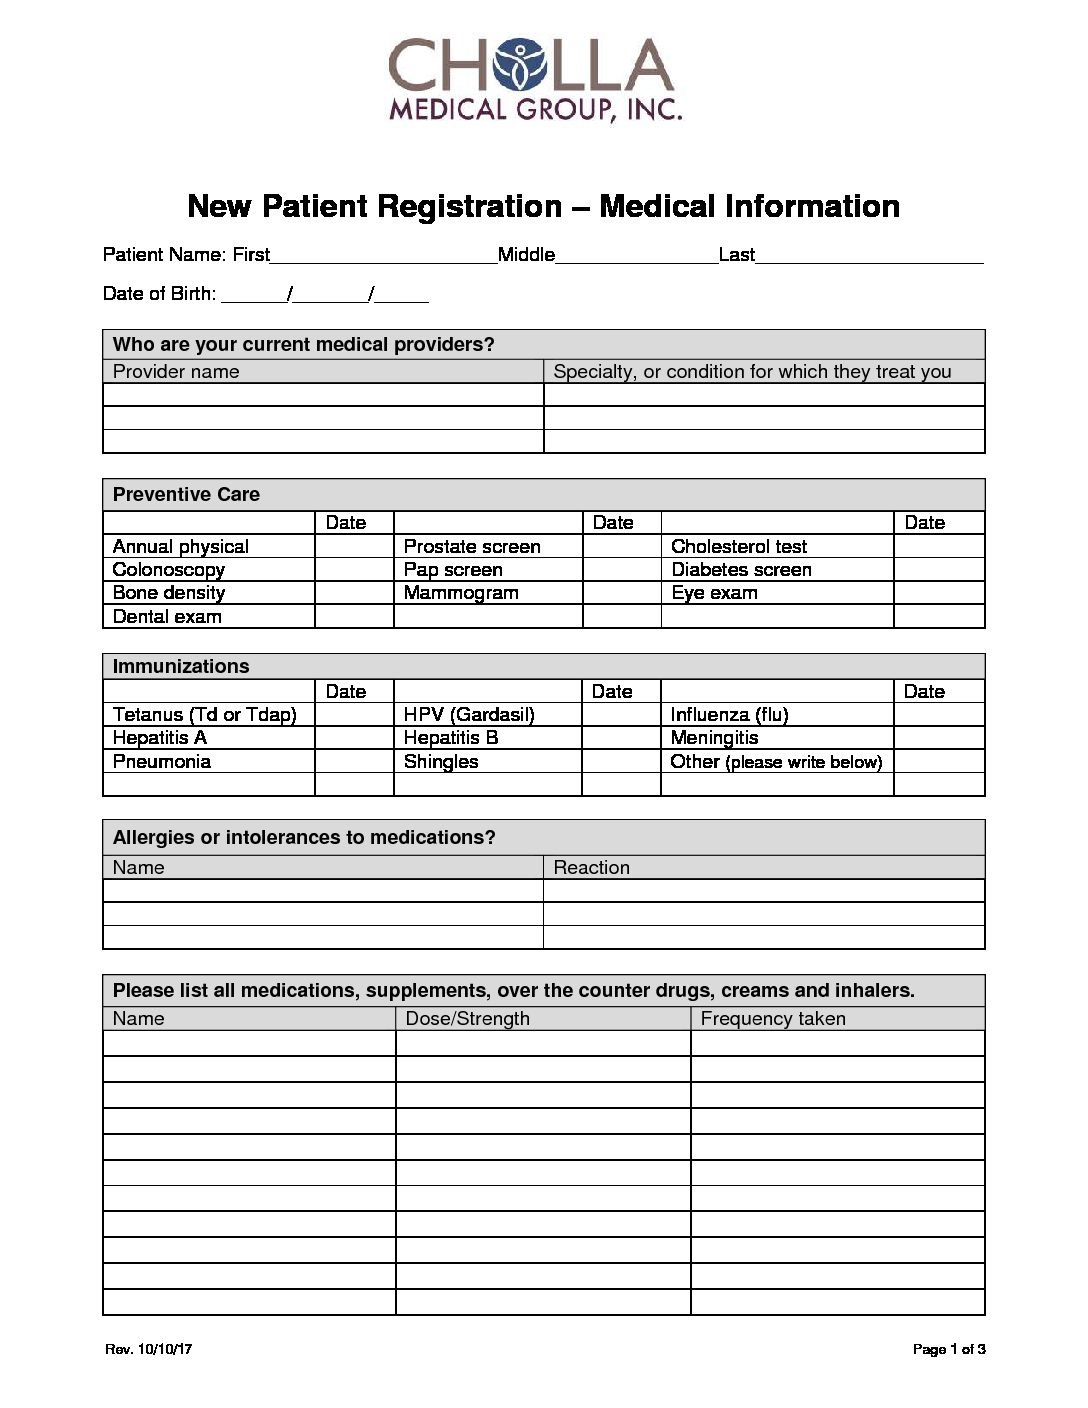 CHOLLA
MEDICAL GROUP, INC.
New Patient Registration – Medical Information
Patient Name: First_____________________Middle_______________Last_____________________
Date of Birth: ______/_______/_____
Who are your current medical providers?
Provider name Specialty, or condition for which they treat you
Preventive Care
Date Date Date
Annual physical Prostate screen Cholesterol test
Colonoscopy Pap screen Diabetes screen
Bone density Mammogram Eye exam
Dental exam
Immunizations
Date Date Date
Tetanus (Td or Tdap) HPV (Gardasil) Influenza (flu)
Hepatitis A Hepatitis B Meningitis
Pneumonia Shingles Other (please write below)
Allergies or intolerances to medications?
Name Reaction
Please list all medications, supplements, over the counter drugs, creams and inhalers.
Name Dose/Strength Frequency taken
Rev. 10/10/17 Page 1 of 3